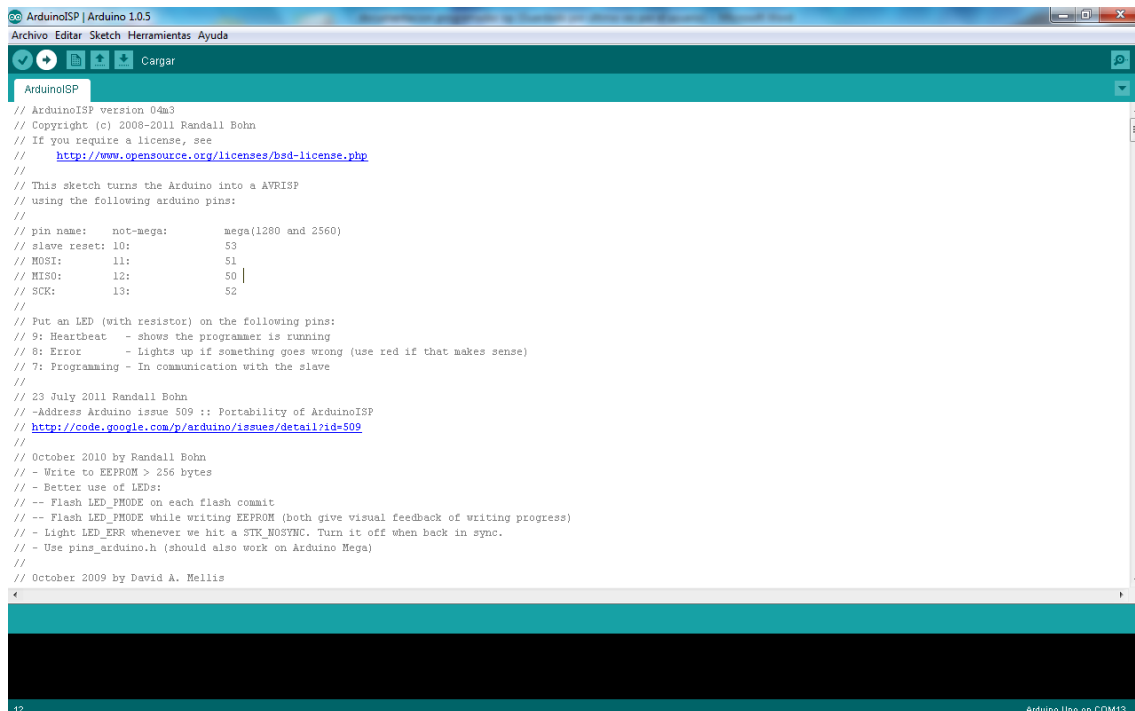 ArduinoISP | Arduino 1.0.5
Archivo Editar Sketch Herramientas Ayuda
Cargar
ArduinoISP
// ArduinoISP version 04m3
// Copyright (c) 2008-2011 Randall Bohn
// If you require a license, see
//     http://www.opensource.org/licenses/bsd-license.php
//
// This sketch turns the Arduino into a AVRISP
// using the following arduino pins:
//
// pin name:    not-mega:         mega(1280 and 2560)
// slave reset: 10:               53
// MOSI:        11:               51
// MISO:        12:               50
// SCK:         13:               52
//
// Put an LED (with resistor) on the following pins:
// 9: Heartbeat   - shows the programmer is running
// 8: Error       - Lights up if something goes wrong (use red if that makes sense)
// 7: Programming - In communication with the slave
//
// 23 July 2011 Randall Bohn
// -Address Arduino issue 509 :: Portability of ArduinoISP
// http://code.google.com/p/arduino/issues/detail?id=509
//
// October 2010 by Randall Bohn
// - Write to EEPROM > 256 bytes
// - Better use of LEDs:
// -- Flash LED_PMODE on each flash commit
// -- Flash LED_PMODE while writing EEPROM (both give visual feedback of writing progress)
// - Light LED_ERR whenever we hit a STK_NOSYNC. Turn it off when back in sync.
// - Use pins_arduino.h (should also work on Arduino Mega)
//
// October 2009 by David A. Mellis
12
Arduino Uno on COM13